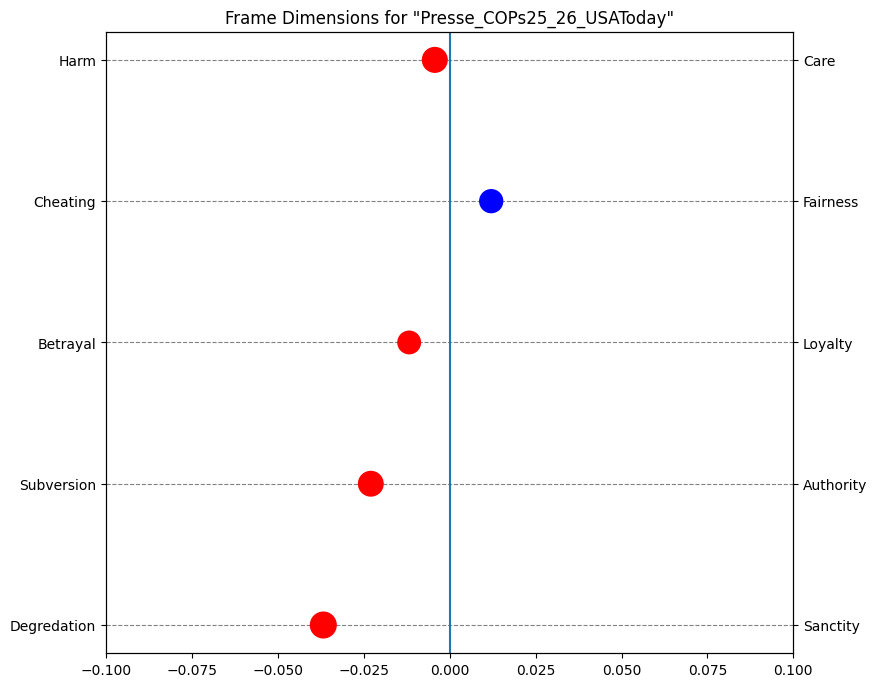 Frame Dimensions for "Presse_COPs25_26_USAToday"
Harm Care
Cheating Fairness
Betrayal Loyalty
Subversion Authority
Degredation Sanctity
−0.100 −0.075 −0.050 −0.025 0.000 0.025 0.050 0.075 0.100